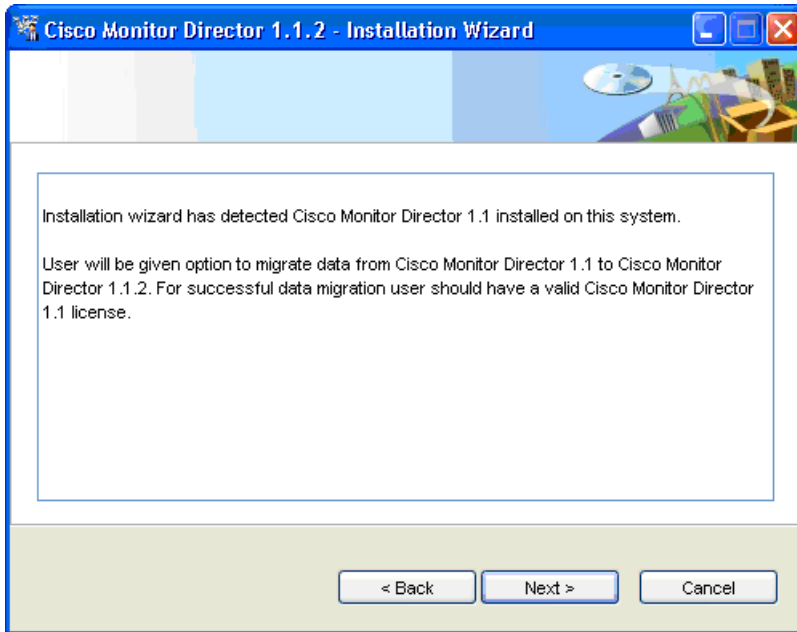 Cisco Monitor Director 1.1.2 - Installation Wizard
Installation wizard has detected Cisco Monitor Director 1.1 installed on this system.
User will be given option to migrate data from Cisco Monitor Director 1.1 to Cisco Monitor
Director 1.1.2. For successful data migration user should have a valid Cisco Monitor Director
1.1 license.
< Back
Next >
Cancel